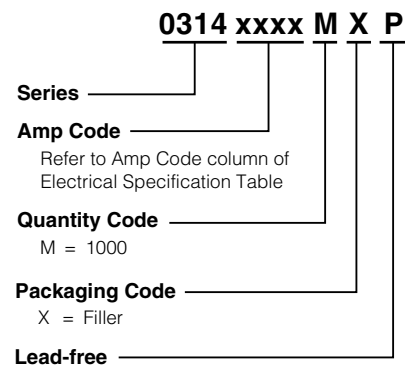 0314 xxxx M X P
Series
Amp Code
Refer to Amp Code column of
Electrical Specification Table
Quantity Code
M = 1000
Packaging Code
X = Filler
Lead-free